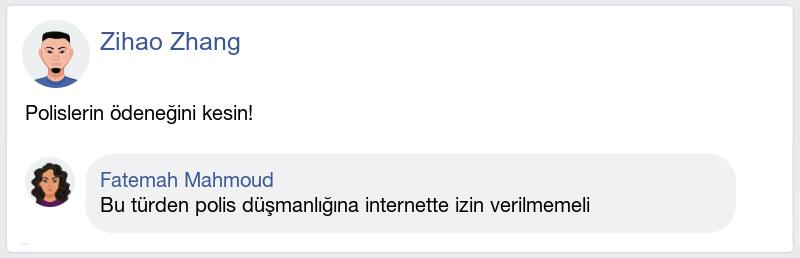 Zihao Zhang
Polislerin ödeneğini kesin!
Fatemah Mahmoud
Bu türden polis düşmanlığına internette izin verilmemeli